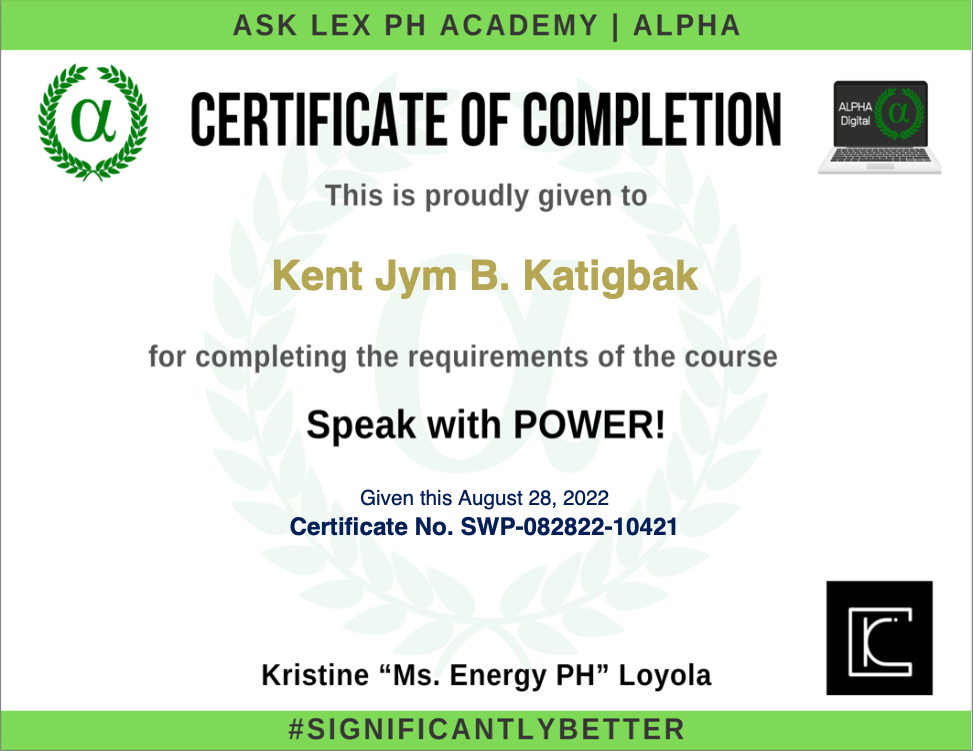 ASK LEX PH ACADEMY | ALPHA
α
CERTIFICATE OF COMPLETION
ALPHA
Digital
α
This is proudly given to
Kent Jym B. Katigbak
for completing the requirements of the course
Speak with POWER!
Given this August 28, 2022
Certificate No. SWP-082822-10421
Kristine “Ms. Energy PH” Loyola
#SIGNIFICANTLYBETTER